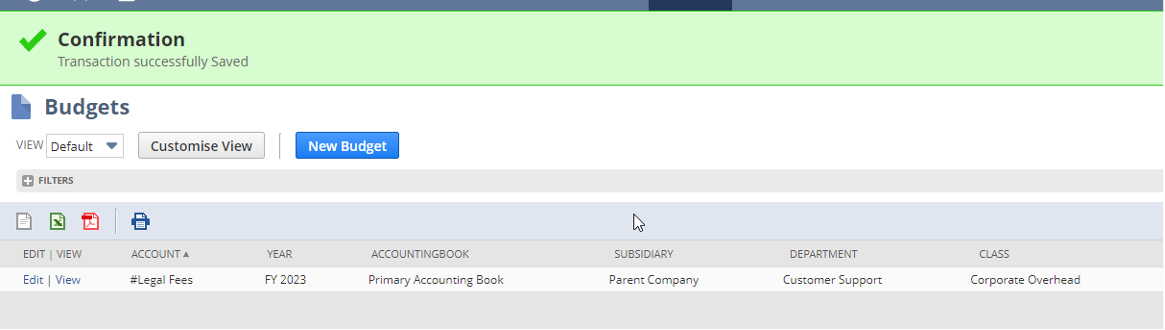 Confirmation
Transaction successfully Saved
Budgets
VIEW Default Customise View New Budget
FILTERS
EDIT | VIEW ACCOUNT YEAR ACCOUNTINGBOOK SUBSIDIARY DEPARTMENT CLASS
Edit | View #Legal Fees FY 2023 Primary Accounting Book Parent Company Customer Support Corporate Overhead